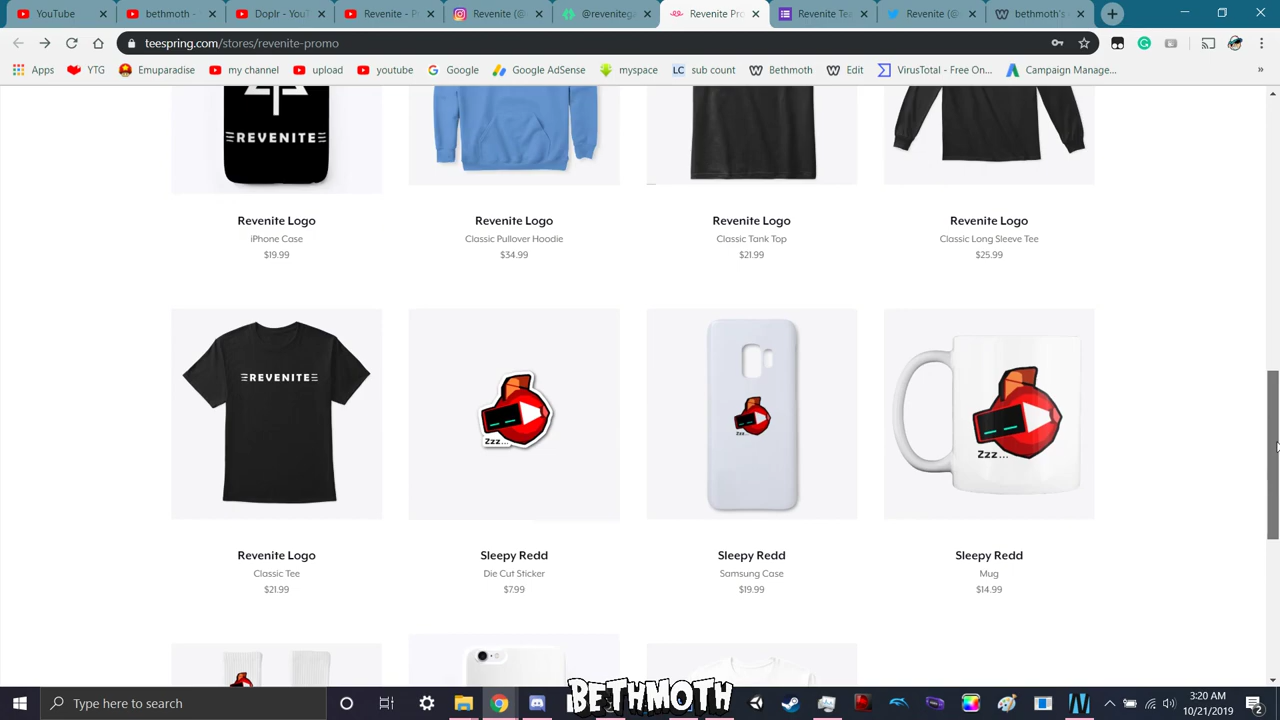 YouTube
bethmoth -
Doplr - YouT
Revenite - P
Revenite (@
@revenitega
Revenite Pro
Revenite Tea
Revenite (@
bethmoth's
teespring.com/stores/revenite-promo
Apps YTG Emuparadise my channel upload youtube Google Google AdSense myspace sub count Bethmoth Edit VirusTotal - Free On... Campaign Manage... »
REVENITE
Revenite Logo
iPhone Case
$19.99
Revenite Logo
Classic Pullover Hoodie
$34.99
Revenite Logo
Classic Tank Top
$21.99
Revenite Logo
Classic Long Sleeve Tee
$25.99
REVENITE
Zzz...
Zzz...
Zzz...
Revenite Logo
Classic Tee
$21.99
Sleepy Redd
Die Cut Sticker
$7.99
Sleepy Redd
Samsung Case
$19.99
Sleepy Redd
Mug
$14.99
BETHMOTH
Type here to search
3:20 AM
10/21/2019